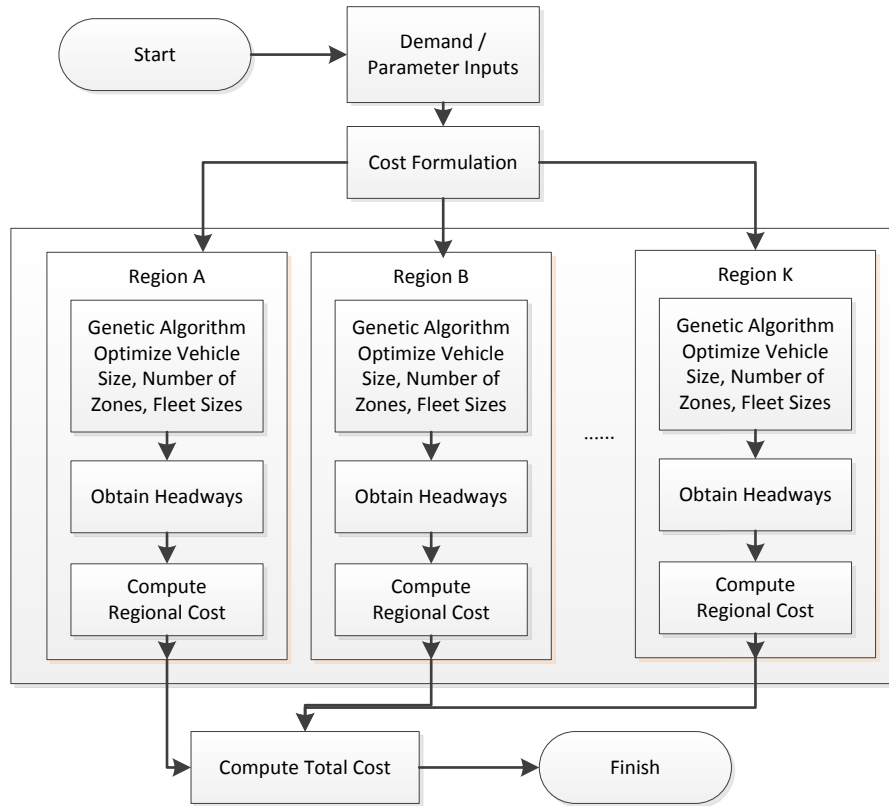 Start
Demand /
Parameter Inputs
Cost Formulation
Region A
Genetic Algorithm
Optimize Vehicle
Size, Number of
Zones, Fleet Sizes
Obtain Headways
Compute
Regional Cost
Region B
Genetic Algorithm
Optimize Vehicle
Size, Number of
Zones, Fleet Sizes
Obtain Headways
Compute
Regional Cost
......
Region K
Genetic Algorithm
Optimize Vehicle
Size, Number of
Zones, Fleet Sizes
Obtain Headways
Compute
Regional Cost
Compute Total Cost
Finish